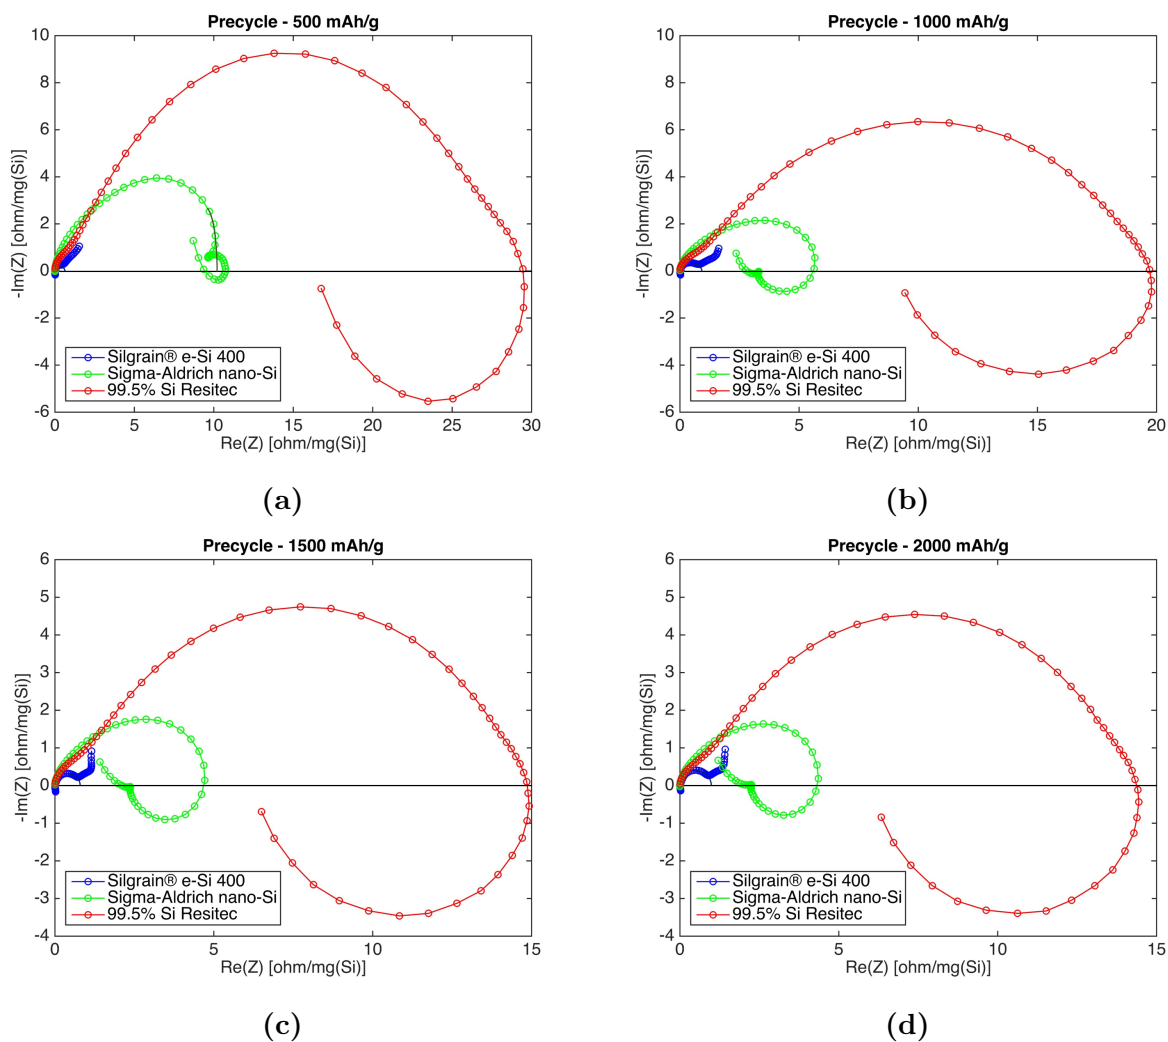 Precycle - 500 mAh/g
10
8
6
4
2
0
-2
-4
-6
-Im(Z) [ohm/mg(Si)]
Silgrain® e-Si 400
Sigma-Aldrich nano-Si
99.5% Si Resitec
0 5 10 15 20 25 30
Re(Z) [ohm/mg(Si)]
(a)
Precycle - 1000 mAh/g
10
8
6
4
2
0
-2
-4
-6
-Im(Z) [ohm/mg(Si)]
Silgrain® e-Si 400
Sigma-Aldrich nano-Si
99.5% Si Resitec
0 5 10 15 20
Re(Z) [ohm/mg(Si)]
(b)
Precycle - 1500 mAh/g
6
5
4
3
2
1
0
-1
-2
-3
-4
-Im(Z) [ohm/mg(Si)]
Silgrain® e-Si 400
Sigma-Aldrich nano-Si
99.5% Si Resitec
0 5 10 15
Re(Z) [ohm/mg(Si)]
(c)
Precycle - 2000 mAh/g
6
5
4
3
2
1
0
-1
-2
-3
-4
-Im(Z) [ohm/mg(Si)]
Silgrain® e-Si 400
Sigma-Aldrich nano-Si
99.5% Si Resitec
0 5 10 15
Re(Z) [ohm/mg(Si)]
(d)